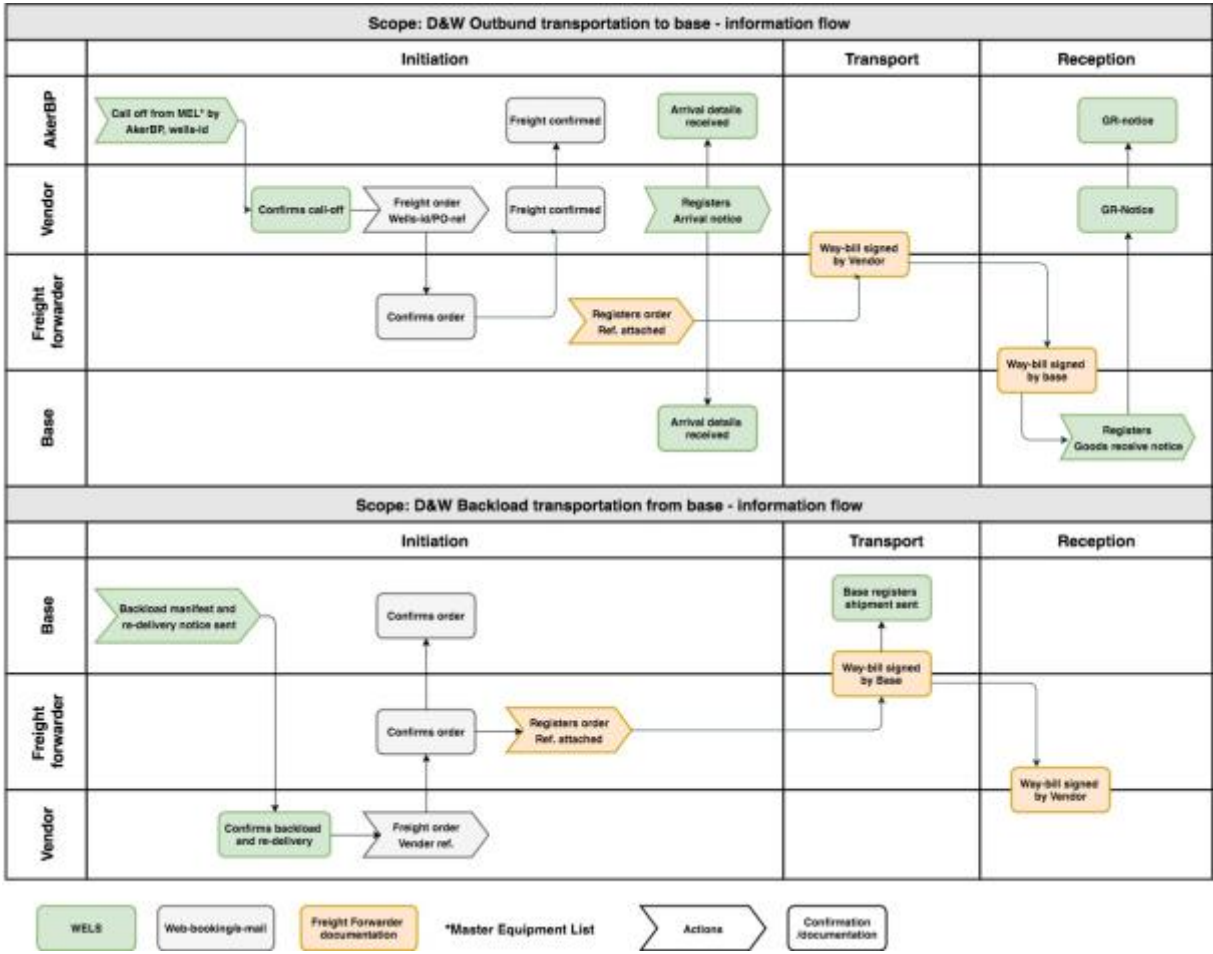 Scope: D&W Outbund transportation to base - information flow
Initiation
Transport
Reception
AkerBP
Call off from MEL* by
AkerBP, wells-id
Freight confirmed
Arrival details
received
GR-notice
Vendor
Confirms call-off
Freight order
Wells-id/PO-ref
Freight confirmed
Registers
Arrival notice
Way-bill signed
by Vendor
GR-Notice
Freight
forwarder
Confirms order
Registers order
Ref. attached
Way-bill signed
by base
Base
Arrival details
received
Registers
Goods receive notice
Scope: D&W Backload transportation from base - information flow
Initiation
Transport
Reception
Base
Backload manifest and
re-delivery notice sent
Confirms order
Base registers
shipment sent
Way-bill signed
by Base
Freight
forwarder
Confirms order
Registers order
Ref. attached
Way-bill signed
by Vendor
Vendor
Confirms backload
and re-delivery
Freight order
Vender ref.
WELS
Web-booking/e-mail
Freight Forwarder
documentation
*Master Equipment List
Actions
Confirmation
/documentation